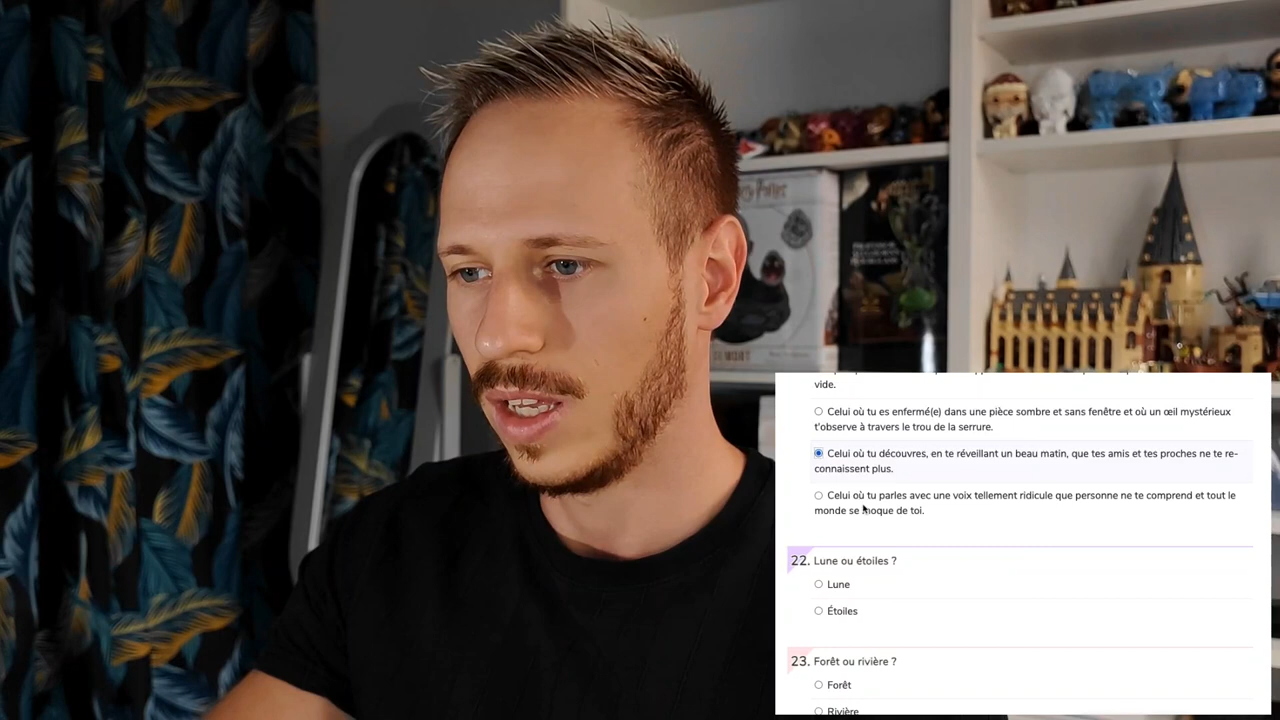 Harry Potter
vide.
Celui où tu es enfermé(e) dans une pièce sombre et sans fenêtre et où un œil mystérieux
t'observe à travers le trou de la serrure.
Celui où tu découvres, en te réveillant un beau matin, que tes amis et tes proches ne te re-
connaissent plus.
Celui où tu parles avec une voix tellement ridicule que personne ne te comprend et tout le
monde se moque de toi.
22. Lune ou étoiles ?
Lune
Étoiles
23. Forêt ou rivière ?
Forêt
Rivière